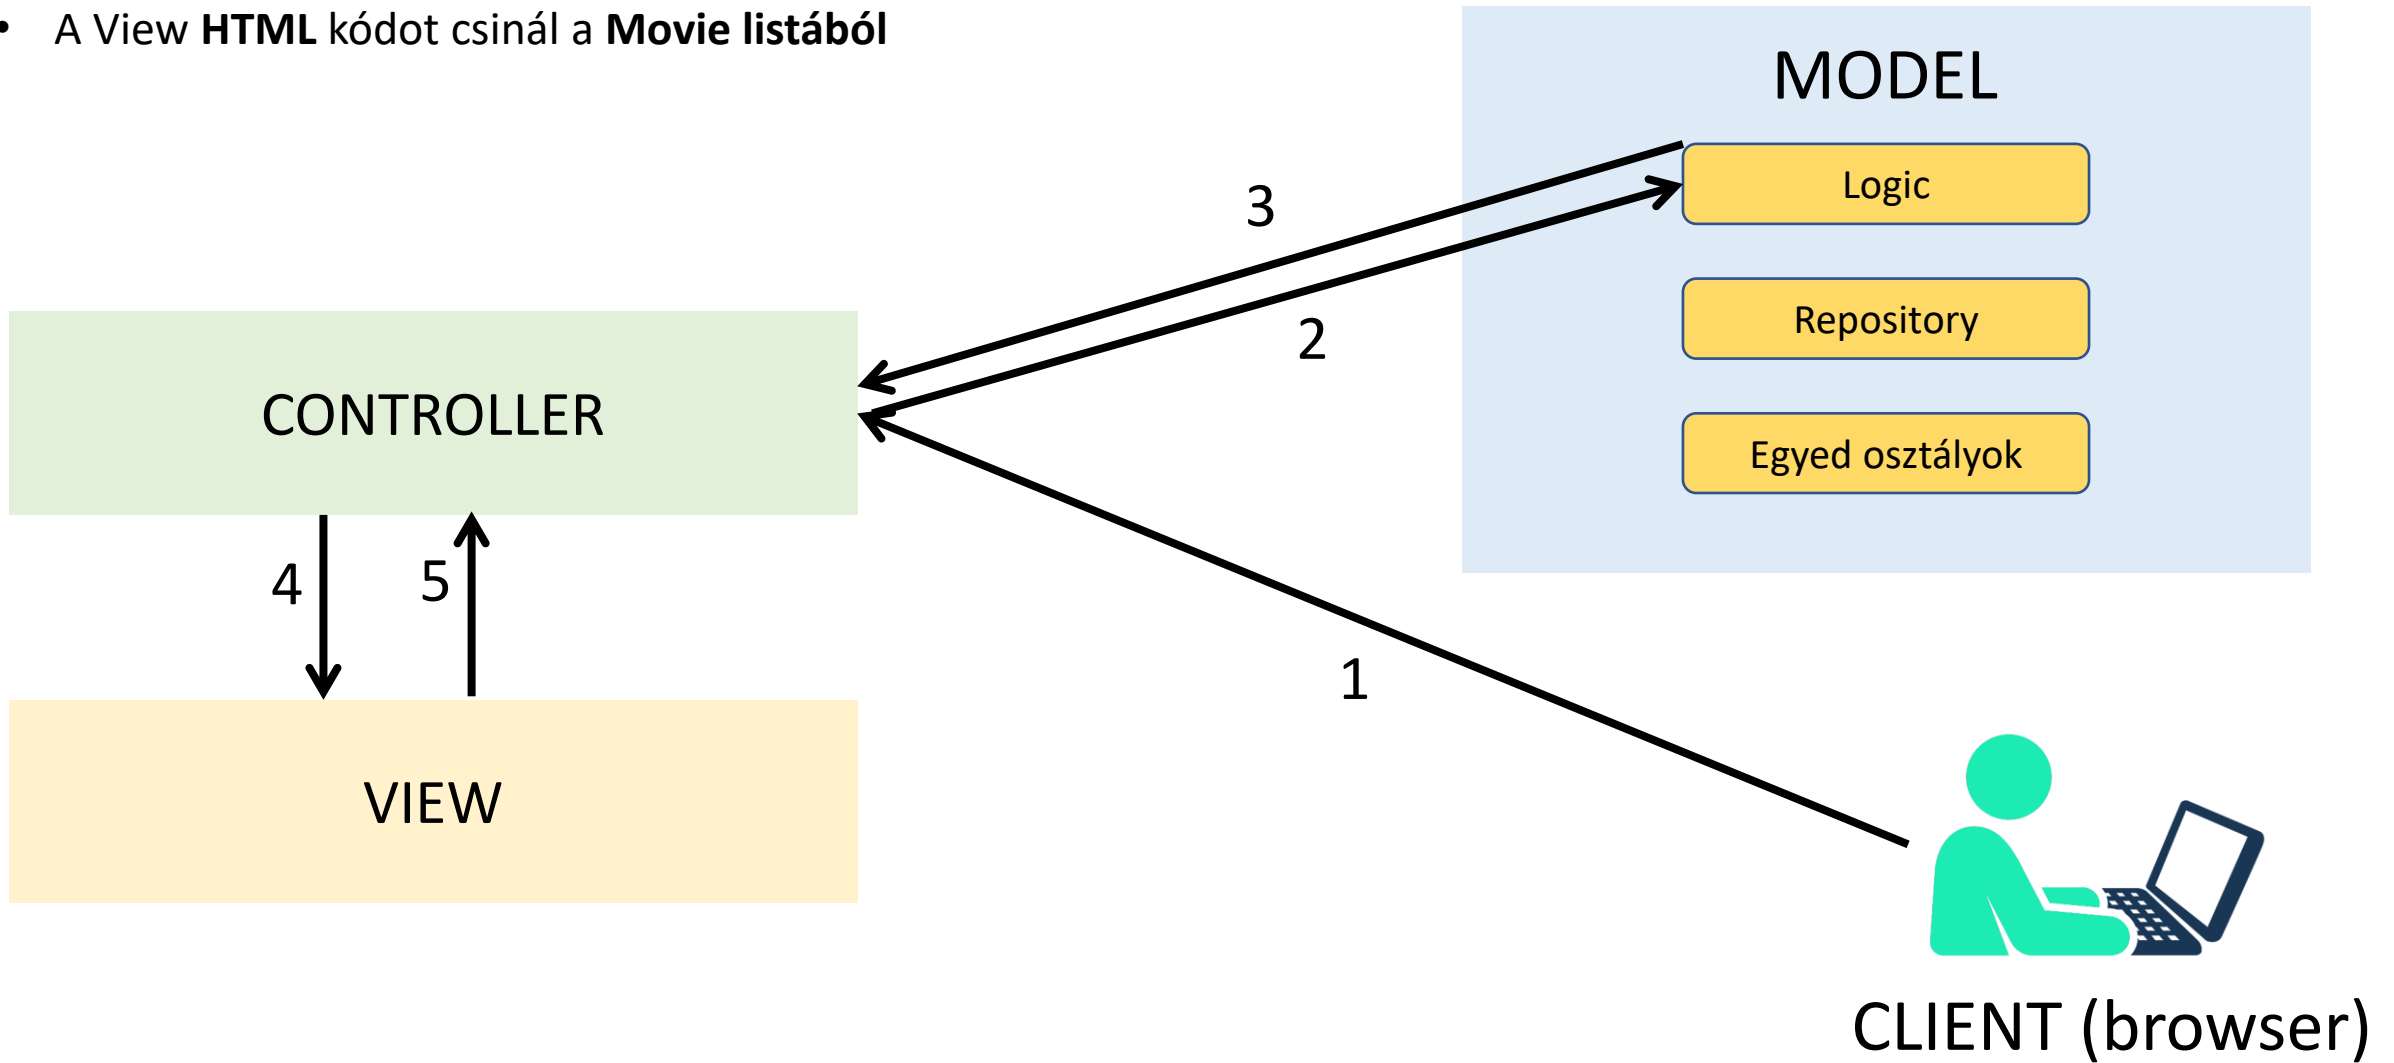 • A View HTML kódot csinál a Movie listából
MODEL
Logic
3
Repository
2
CONTROLLER
Egyed osztályok
4
5
1
VIEW
CLIENT (browser)